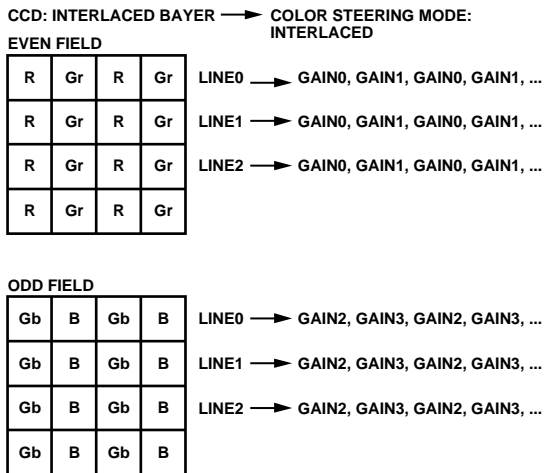 CCD: INTERLACED BAYER COLOR STEERING MODE:
INTERLACED
EVEN FIELD
R Gr R Gr LINE0 GAIN0, GAIN1, GAIN0, GAIN1, ...
R Gr R Gr LINE1 GAIN0, GAIN1, GAIN0, GAIN1, ...
R Gr R Gr LINE2 GAIN0, GAIN1, GAIN0, GAIN1, ...
R Gr R Gr
ODD FIELD
Gb B Gb B LINE0 GAIN2, GAIN3, GAIN2, GAIN3, ...
Gb B Gb B LINE1 GAIN2, GAIN3, GAIN2, GAIN3, ...
Gb B Gb B LINE2 GAIN2, GAIN3, GAIN2, GAIN3, ...
Gb B Gb B